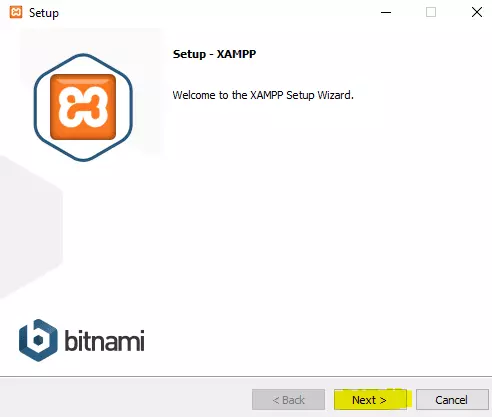 Setup
Setup - XAMPP
Welcome to the XAMPP Setup Wizard.
bitnami
< Back
Next >
Cancel